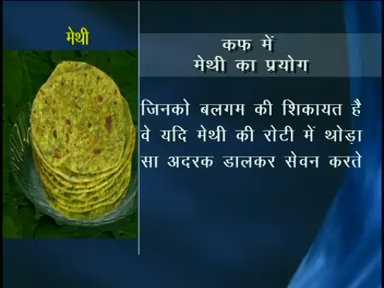 मेथी
कफ में
मेथी का प्रयोग
जिनको बलगम की शिकायत है
वे यदि मेथी की रोटी में थोड़ा
सा अदरक डालकर सेवन करते